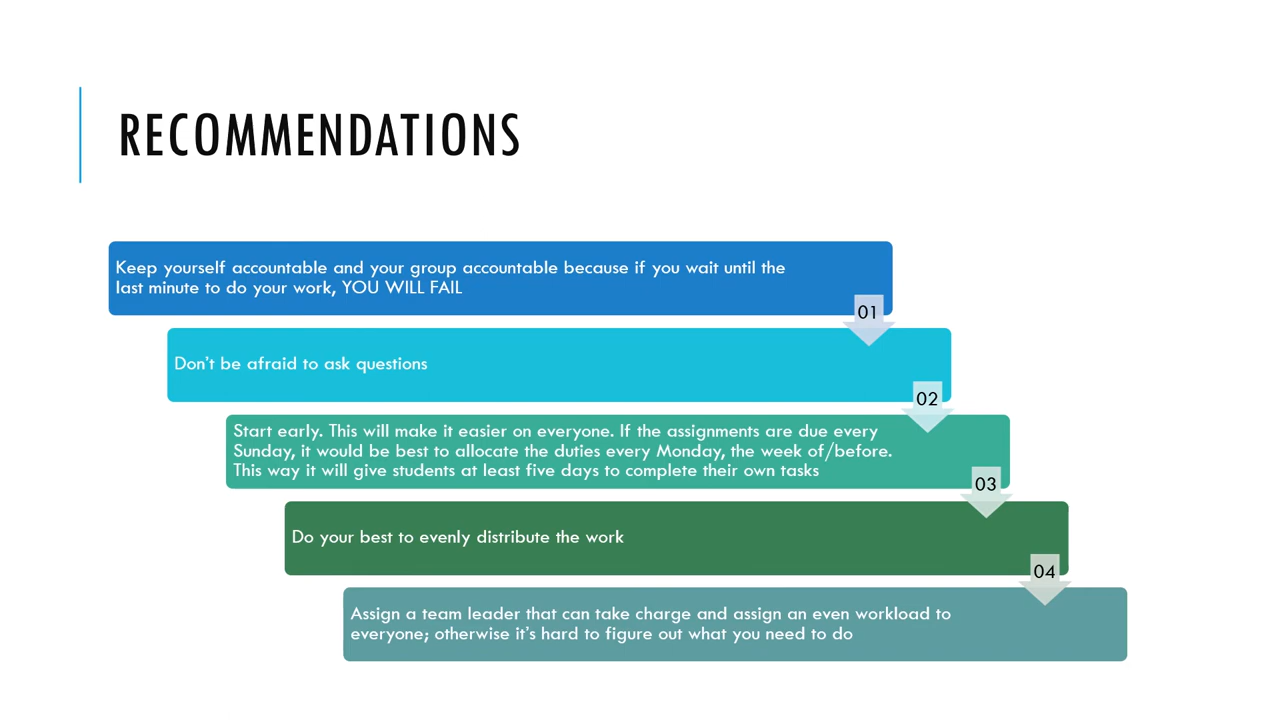 RECOMMENDATIONS
Keep yourself accountable and your group accountable because if you wait until the
last minute to do your work, YOU WILL FAIL
01
Don’t be afraid to ask questions
02
Start early. This will make it easier on everyone. If the assignments are due every
Sunday, it would be best to allocate the duties every Monday, the week of/before.
This way it will give students at least five days to complete their own tasks
03
Do your best to evenly distribute the work
04
Assign a team leader that can take charge and assign an even workload to
everyone; otherwise it’s hard to figure out what you need to do